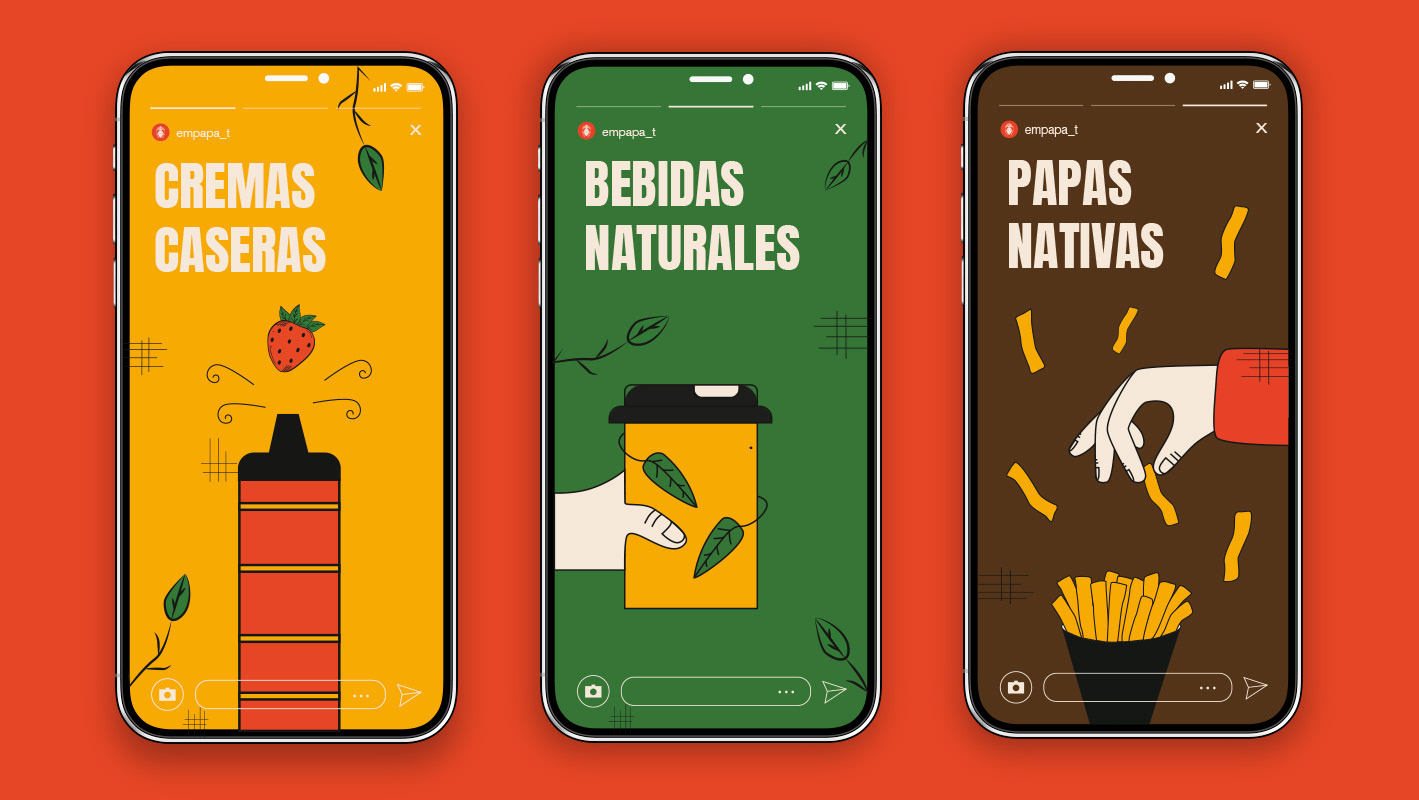 empapa_t
CREMAS
CASERAS
empapa_t
BEBIDAS
NATURALES
empapa_t
PAPAS
NATIVAS